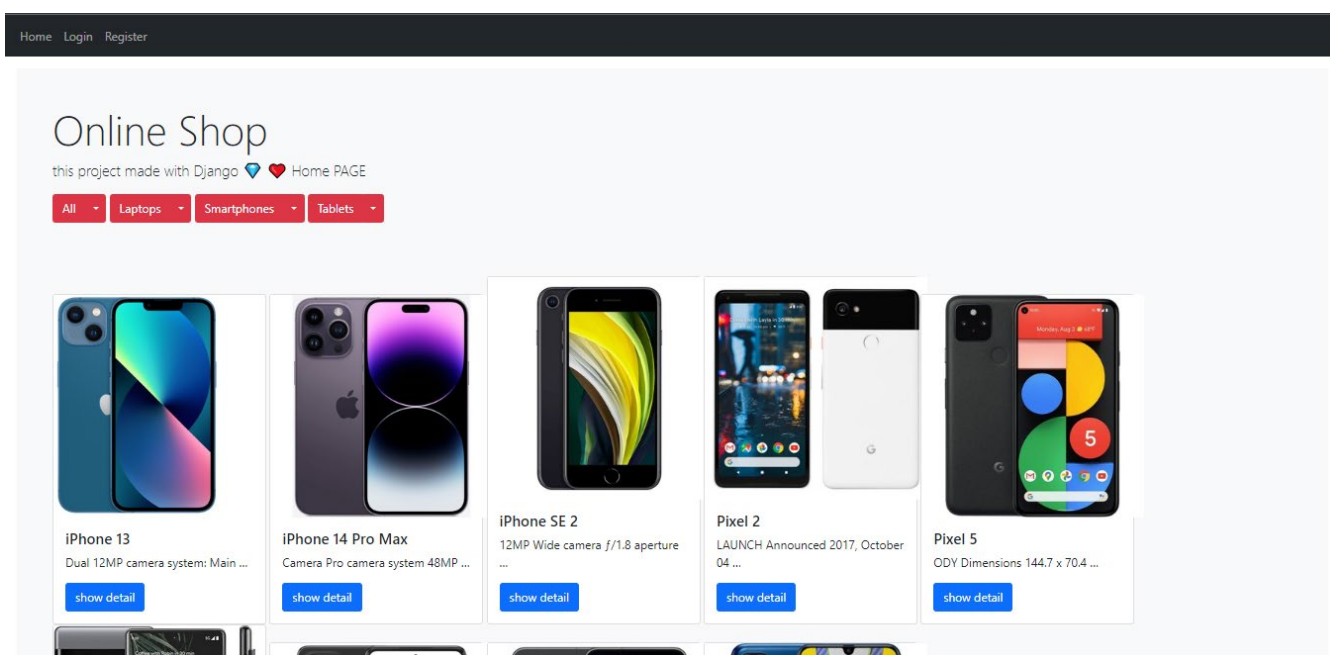 Home Login Register
Online Shop
this project made with Django 💎 ❤️ Home PAGE
All Laptops Smartphones Tablets
iPhone 13
Dual 12MP camera system: Main ...
show detail
iPhone 14 Pro Max
Camera Pro camera system 48MP ...
show detail
iPhone SE 2
12MP Wide camera ƒ/1.8 aperture
...
show detail
Pixel 2
LAUNCH Announced 2017, October
04 ...
show detail
Pixel 5
ODY Dimensions 144.7 x 70.4 ...
show detail